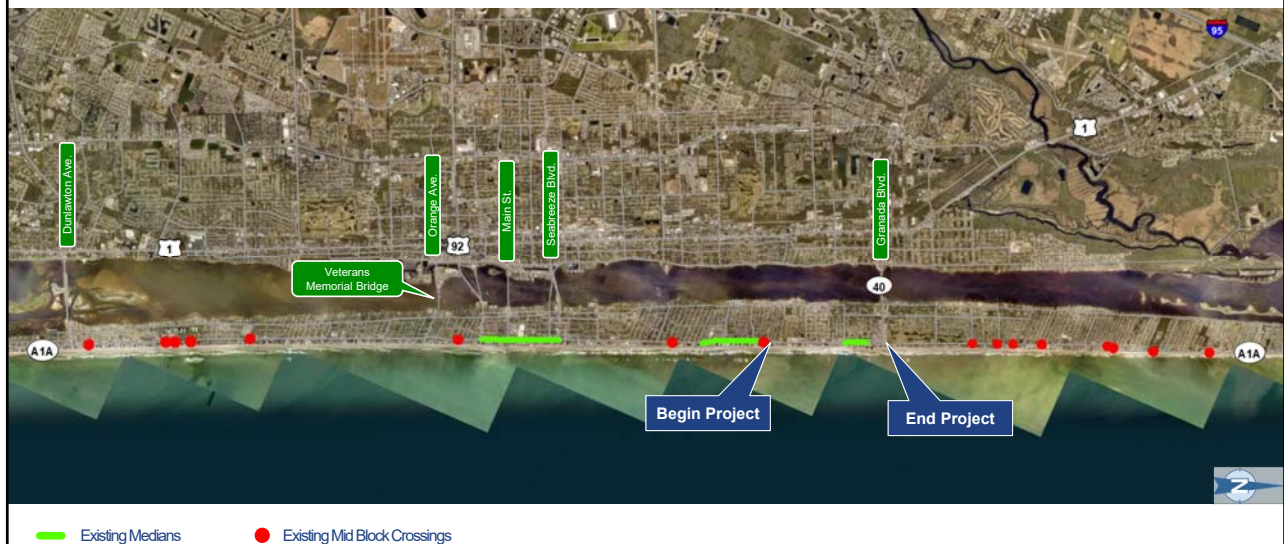 95
1
Dunlawton Ave.
Orange Ave.
Main St.
Seabreeze Blvd.
Granada Blvd.
1
92
Veterans
Memorial Bridge
40
A1A
A1A
Begin Project
End Project
N
Existing Medians
Existing Mid Block Crossings